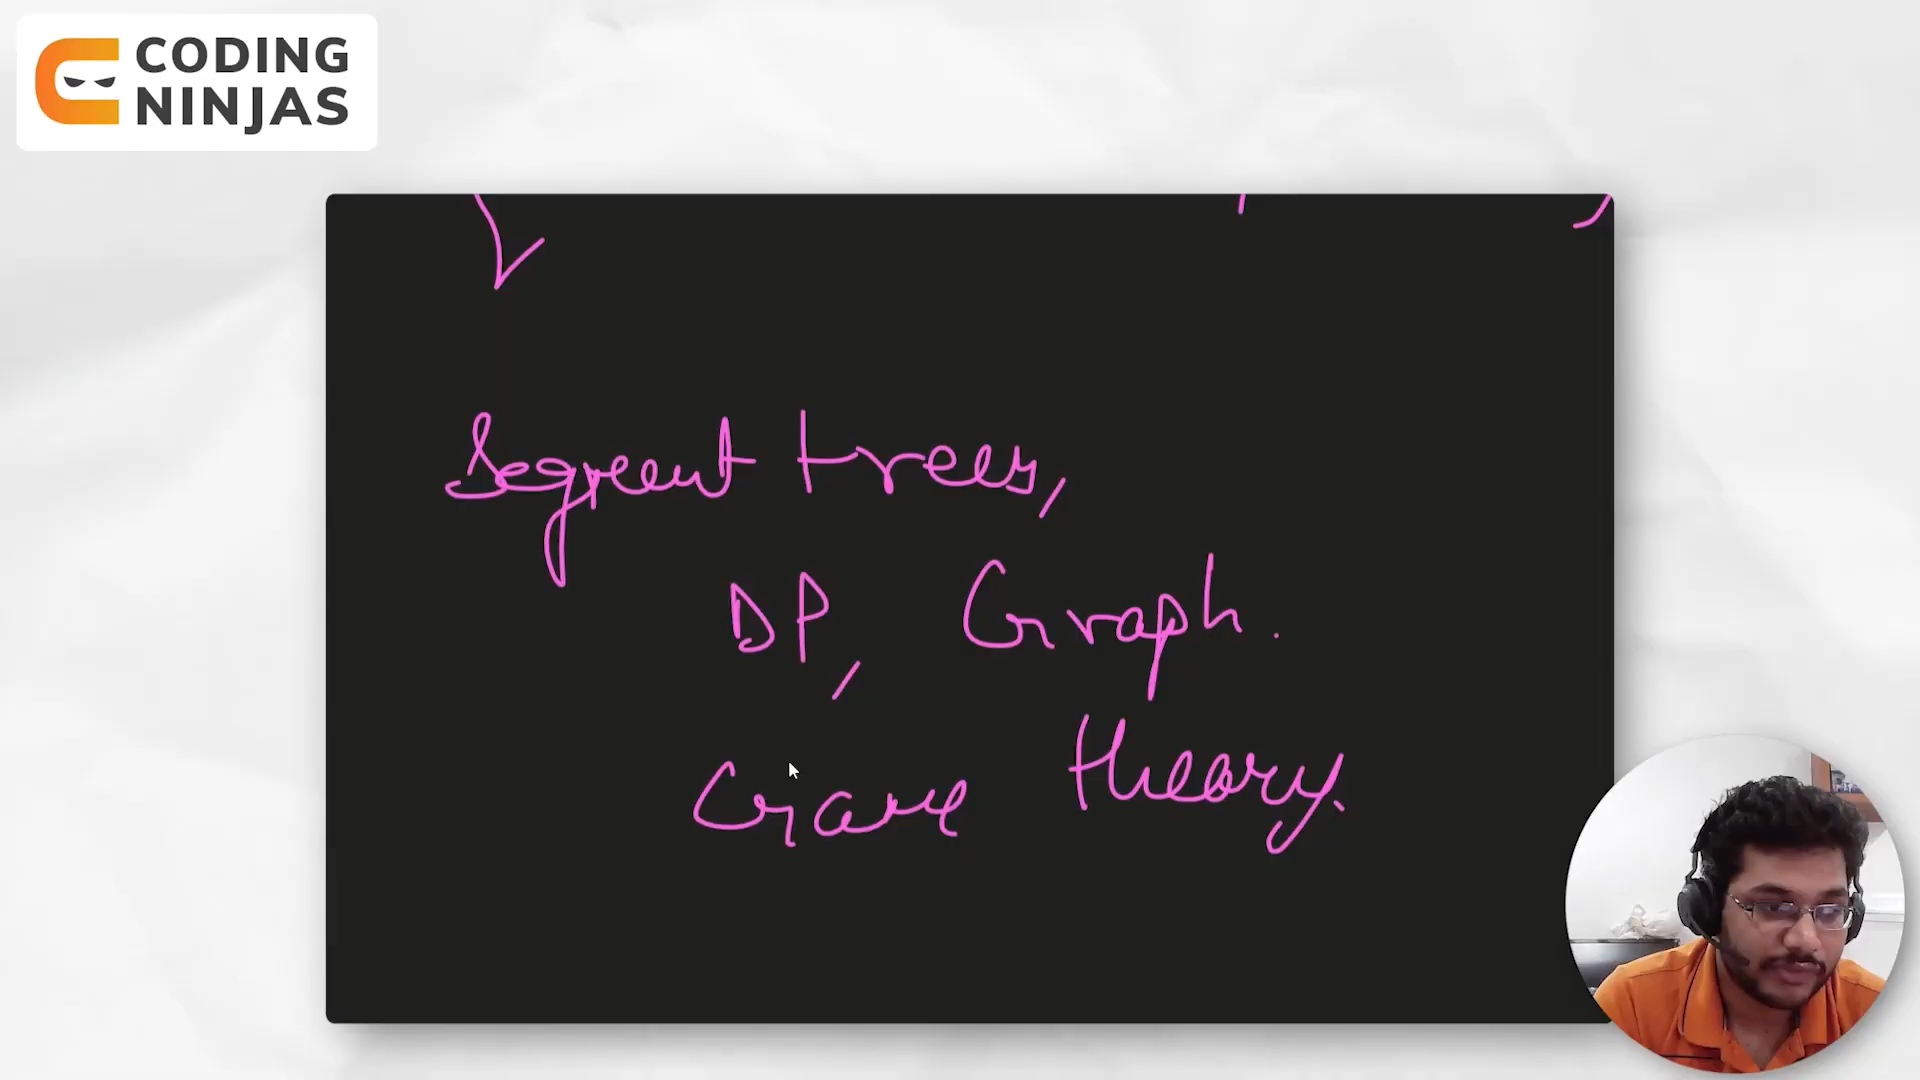 CODING
NINJAS
Segment trees,
DP, Graph.
Game theory.